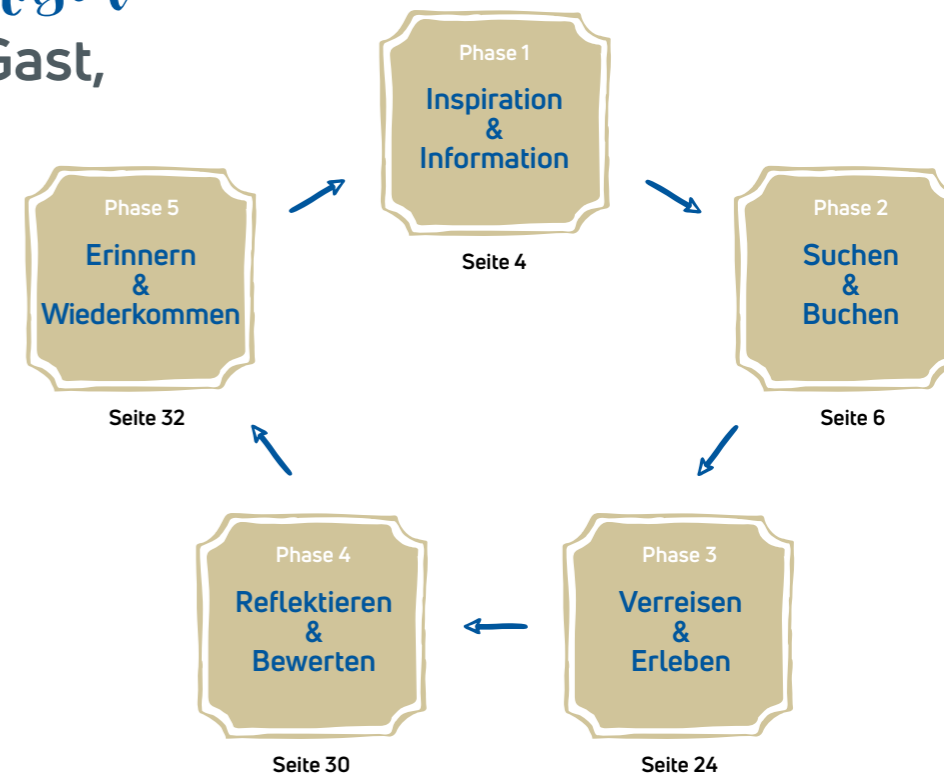 Gast,
Phase 1
Inspiration
&
Information
Seite 4
Phase 2
Suchen
&
Buchen
Seite 6
Phase 3
Verreisen
&
Erleben
Seite 24
Phase 4
Reflektieren
&
Bewerten
Seite 30
Phase 5
Erinnern
&
Wiederkommen
Seite 32